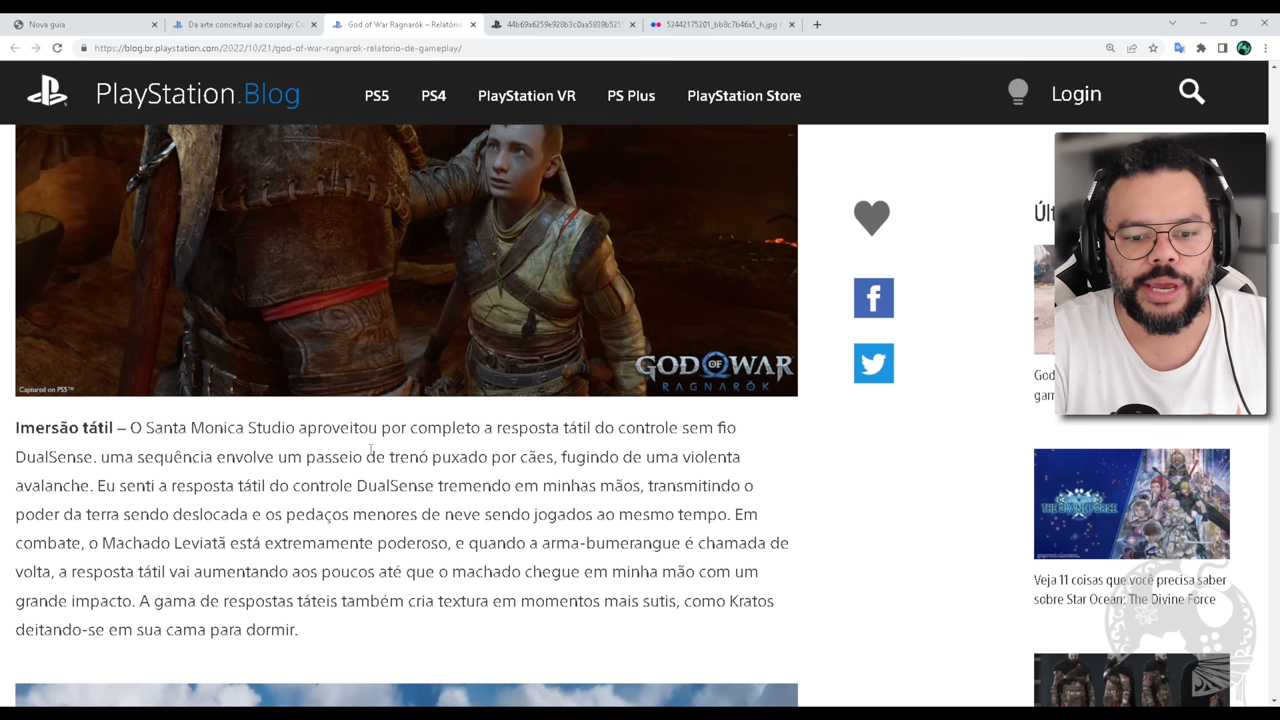 Nova guia
Da arte conceitual ao cosplay: C
God of War Ragnarök – Relatório
44b69a6259e928b3c0aa5839b525
52442175201_bb8c7b46a5_h.jpg
https://blog.br.playstation.com/2022/10/21/god-of-war-ragnarok-relatorio-de-gameplay/
PlayStation.Blog
PS5
PS4
PlayStation VR
PS Plus
PlayStation Store
Login
Captured on PS5™
GOD OF WAR
RAGNARÖK
Imersão tátil – O Santa Monica Studio aproveitou por completo a resposta tátil do controle sem fio
DualSense. uma sequência envolve um passeio de trenó puxado por cães, fugindo de uma violenta
avalanche. Eu senti a resposta tátil do controle DualSense tremendo em minhas mãos, transmitindo o
poder da terra sendo deslocada e os pedaços menores de neve sendo jogados ao mesmo tempo. Em
combate, o Machado Leviatã está extremamente poderoso, e quando a arma-bumerangue é chamada de
volta, a resposta tátil vai aumentando aos poucos até que o machado chegue em minha mão com um
grande impacto. A gama de respostas táteis também cria textura em momentos mais sutis, como Kratos
deitando-se em sua cama para dormir.
Últ
God
gam
THE DIVINE FORCE
Veja 11 coisas que você precisa saber
sobre Star Ocean: The Divine Force